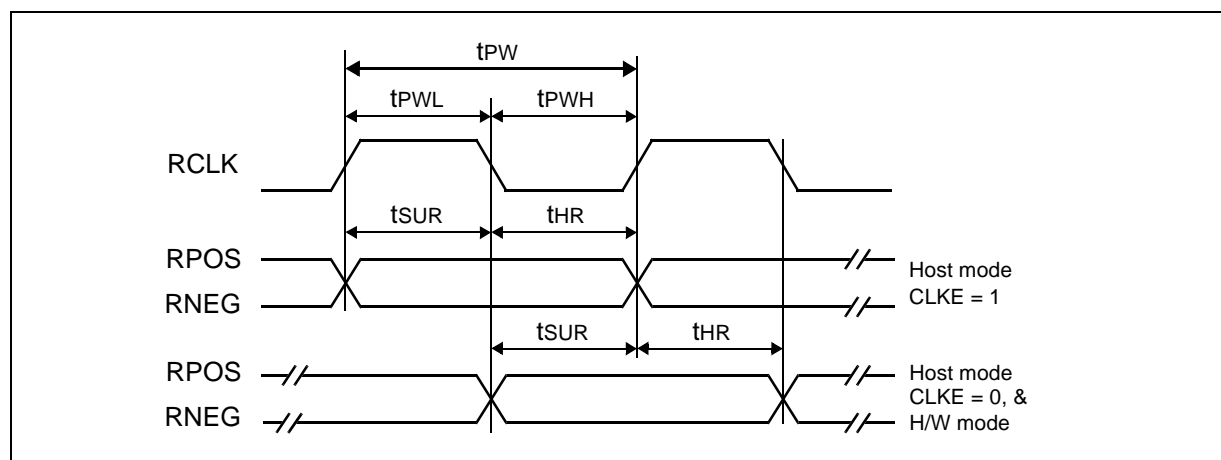 tPW
tPWL tPWH
RCLK
tSUR tHR
RPOS
RNEG
Host mode
CLKE = 1
tSUR tHR
RPOS
RNEG
Host mode
CLKE = 0, &
H/W mode